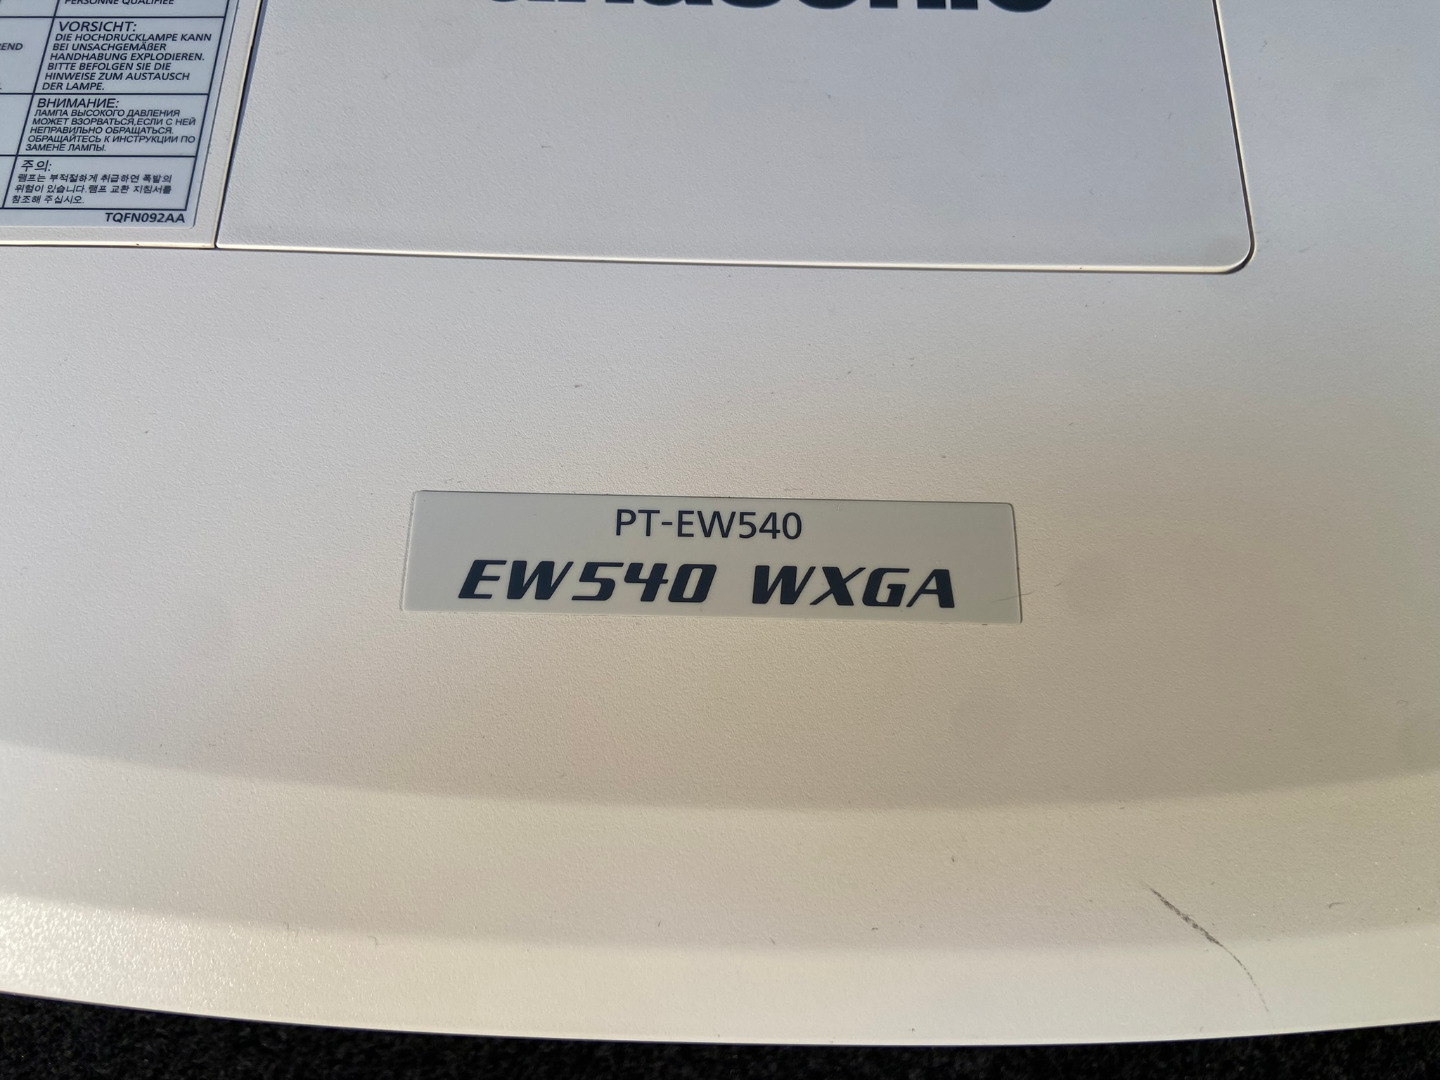 PERSONNE QUALIFIÉE
VORSICHT:
DIE HOCHDRUCKLAMPE KANN
BEI UNSACHGEMÄßER
HANDHABUNG EXPLODIEREN.
BITTE BEFOLGEN SIE DIE
HINWEISE ZUM AUSTAUSCH
DER LAMPE.
ВНИМАНИЕ:
ЛАМПА ВЫСОКОГО ДАВЛЕНИЯ
МОЖЕТ ВЗОРВАТЬСЯ,ЕСЛИ С НЕЙ
НЕПРАВИЛЬНО ОБРАЩАТЬСЯ.
ОБРАЩАЙТЕСЬ К ИНСТРУКЦИИ ПО
ЗАМЕНЕ ЛАМПЫ.
주의:
램프는 부적절하게 취급하면 폭발의
위험이 있습니다.램프 교환 지침서를
참조해 주십시오.
TQFN092AA
PT-EW540
EW540 WXGA